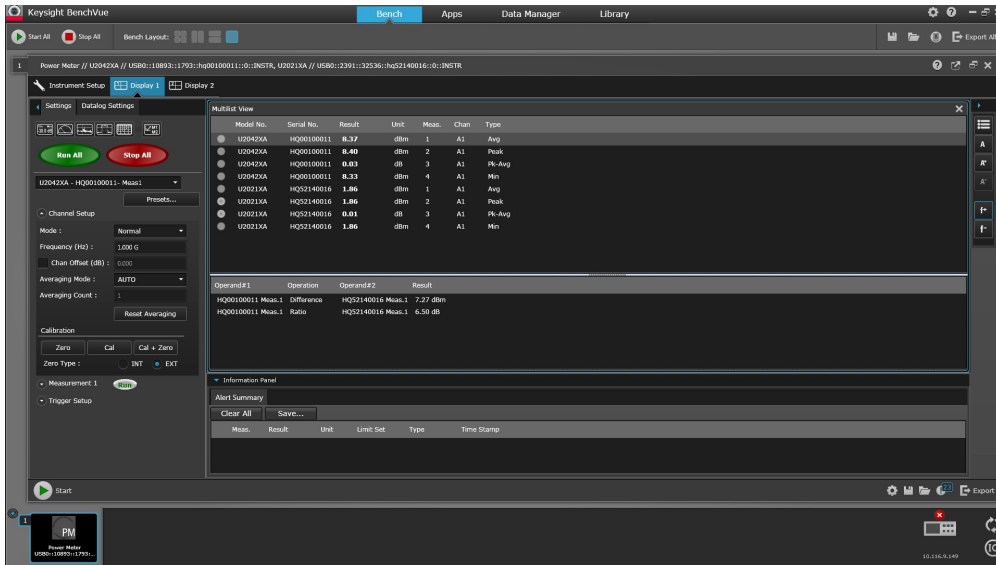 Keysight BenchVue
Bench Apps Data Manager Library
Start All Stop All Bench Layout: Export All
1 Power Meter // U2042XA // USB0::10893::1793::hq00100011::0::INSTR, U2021XA // USB0::2391::32536::hq52140016::0::INSTR
Instrument Setup Display 1 Display 2
Settings Datalog Settings
Run All Stop All
U2042XA - HQ00100011- Meas1
Presets...
Channel Setup
Mode : Normal
Frequency (Hz) : 1.000 G
Chan Offset (dB) : 0.000
Averaging Mode : AUTO
Averaging Count : 1
Reset Averaging
Calibration
Zero Cal Cal + Zero
Zero Type : INT EXT
Measurement 1 Run
Trigger Setup
Multilist View
Model No. Serial No. Result Unit Meas. Chan Type
U2042XA HQ00100011 8.37 dBm 1 A1 Avg
U2042XA HQ00100011 8.40 dBm 2 A1 Peak
U2042XA HQ00100011 0.03 dB 3 A1 Pk-Avg
U2042XA HQ00100011 8.33 dBm 4 A1 Min
U2021XA HQ52140016 1.86 dBm 1 A1 Avg
U2021XA HQ52140016 1.86 dBm 2 A1 Peak
U2021XA HQ52140016 0.01 dB 3 A1 Pk-Avg
U2021XA HQ52140016 1.86 dBm 4 A1 Min
Operand#1 Operation Operand#2 Result
HQ00100011 Meas.1 Difference HQ52140016 Meas.1 7.27 dBm
HQ00100011 Meas.1 Ratio HQ52140016 Meas.1 6.50 dB
Information Panel
Alert Summary
Clear All Save...
Meas. Result Unit Limit Set Type Time Stamp
A
A+
A-
f+
f-
Start 23 Export
1
PM
Power Meter
USB0::10893::1793:...
10.116.9.149